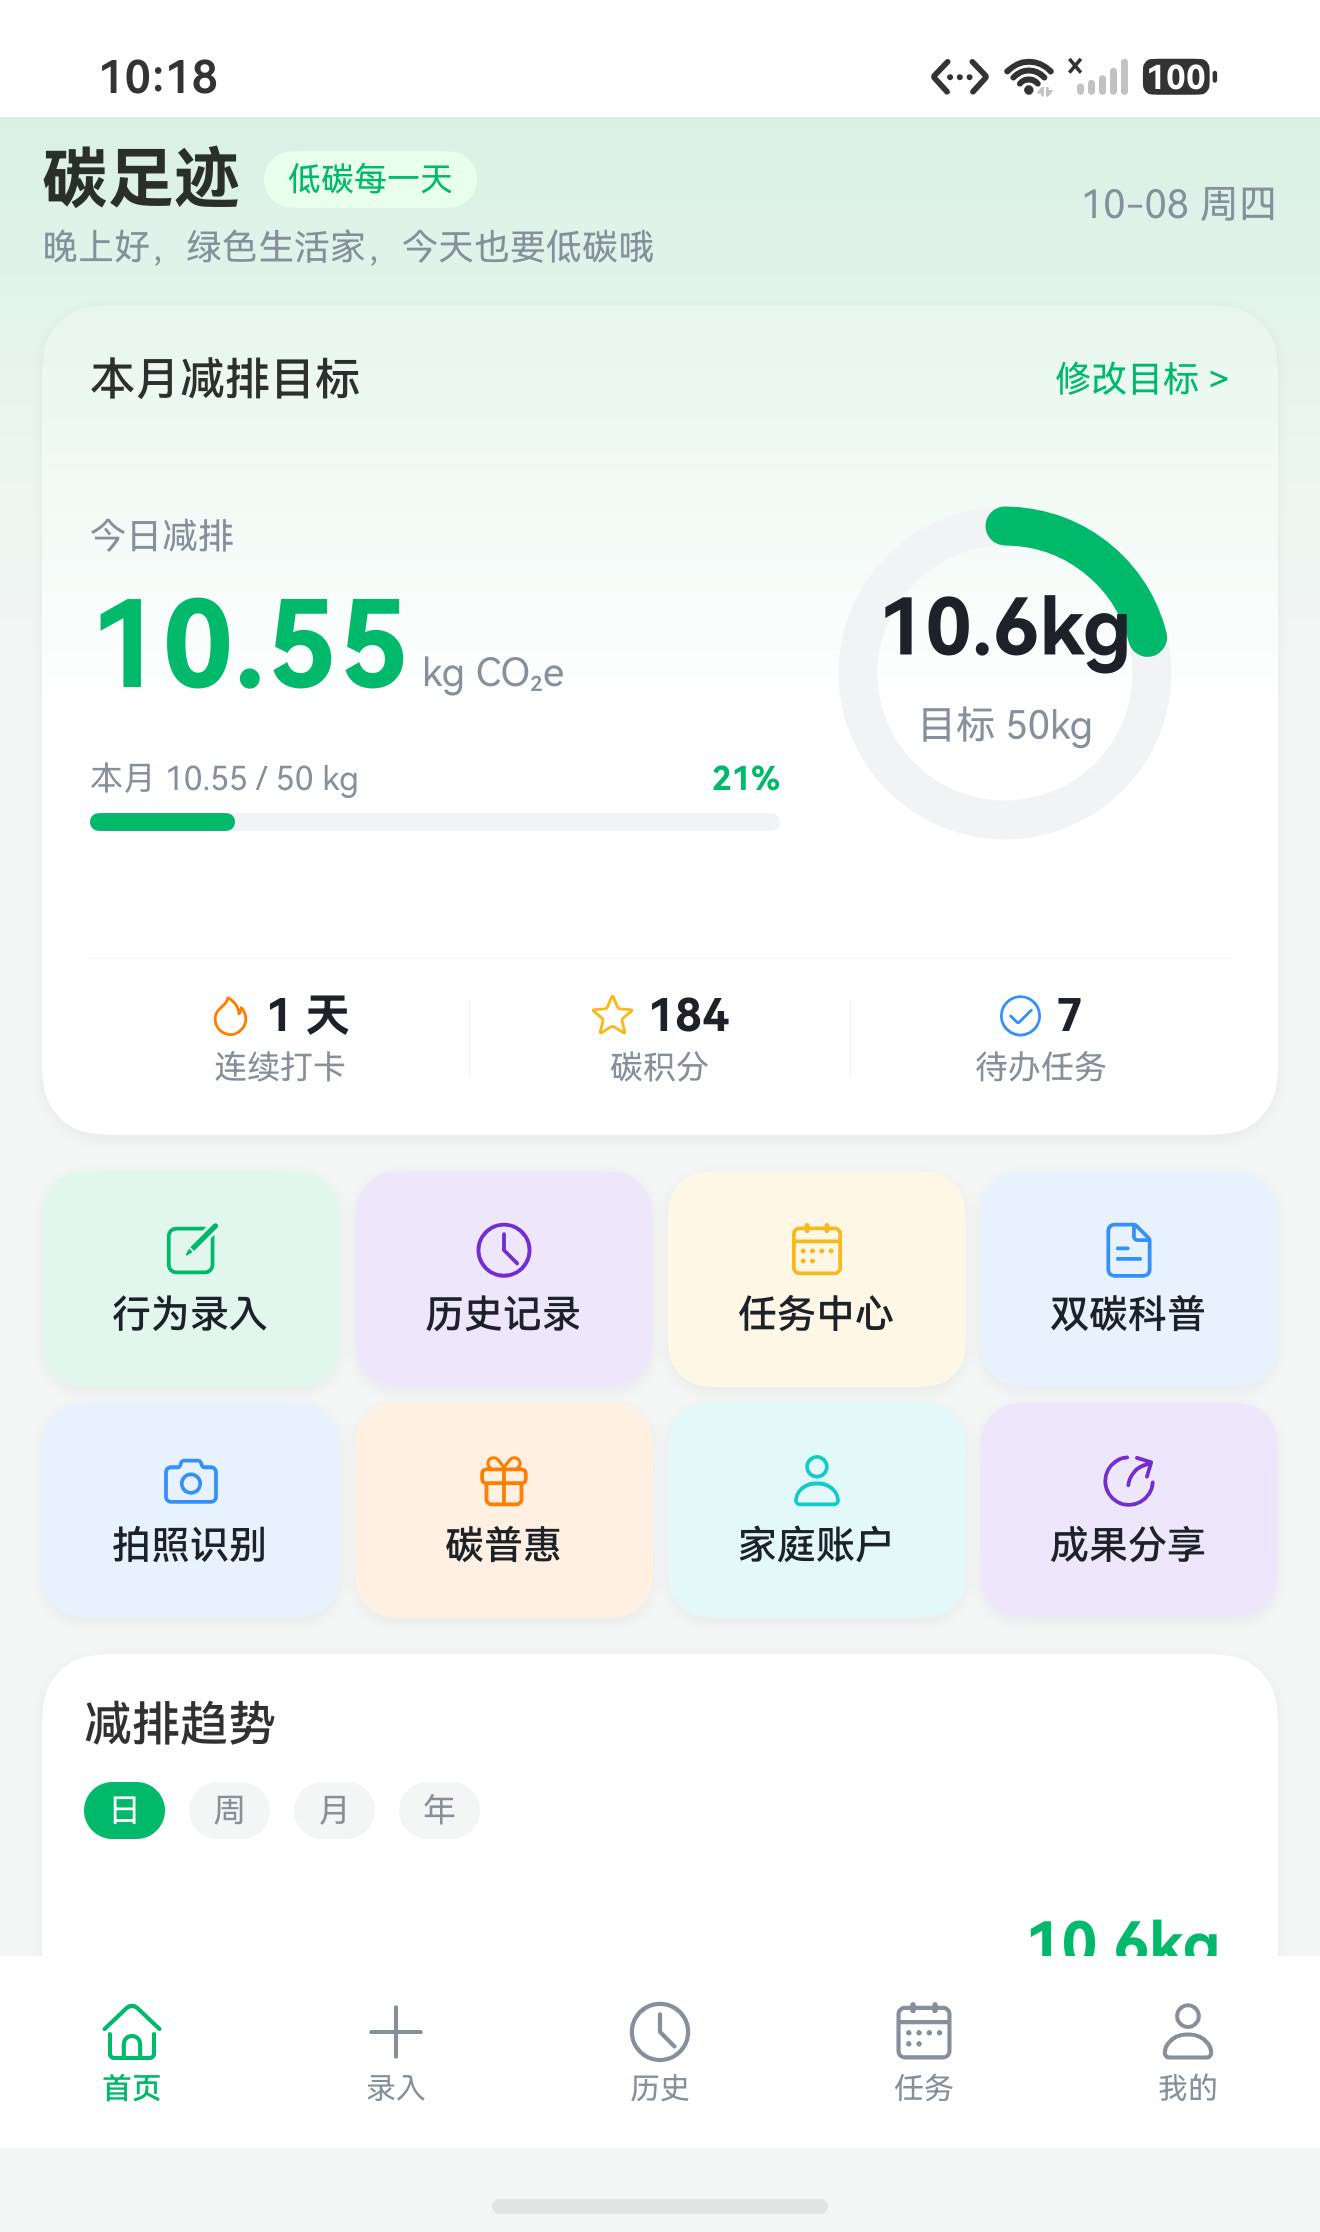 10:18
100
碳足迹
低碳每一天
10-08 周四
晚上好，绿色生活家，今天也要低碳哦
本月减排目标
修改目标 >
今日减排
10.55 kg CO₂e
10.6kg
目标 50kg
本月 10.55 / 50 kg
21%
1 天
184
7
连续打卡
碳积分
待办任务
行为录入
历史记录
任务中心
双碳科普
拍照识别
碳普惠
家庭账户
成果分享
减排趋势
日
周
月
年
10.6kg
首页
录入
历史
任务
我的